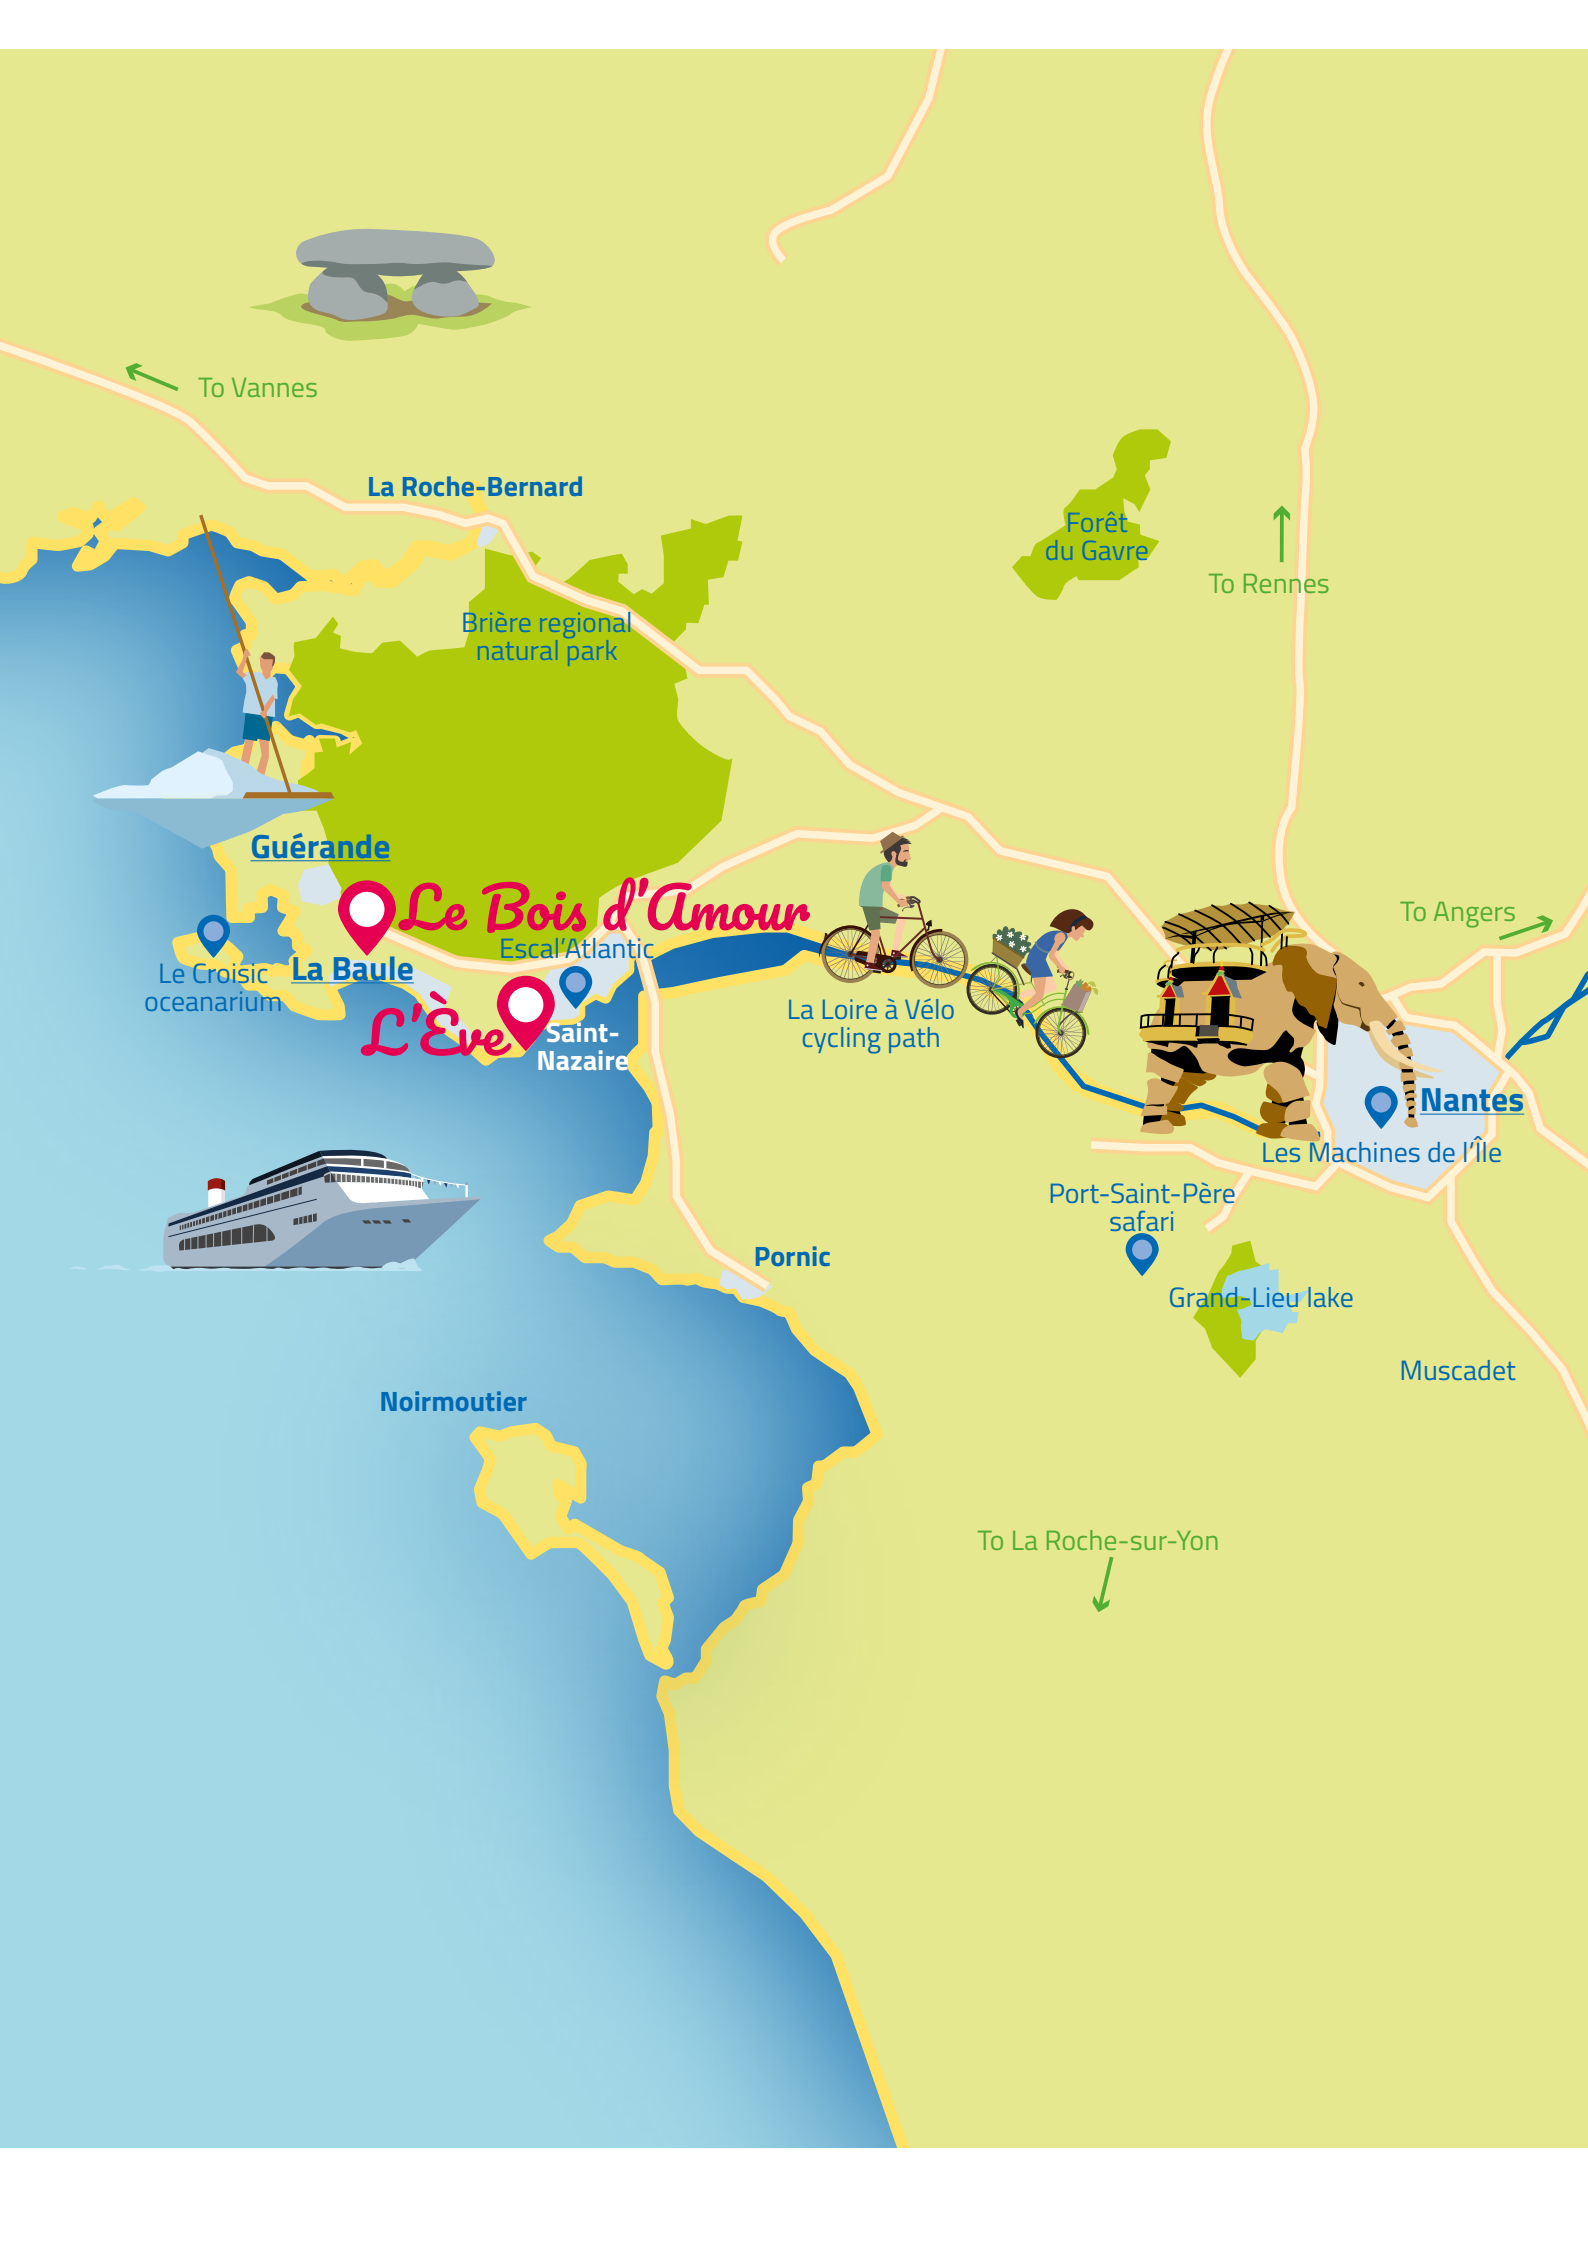 To Vannes
La Roche-Bernard
Forêt
du Gavre
To Rennes
Brière regional
natural park
Guérande
Le Bois d'Amour
To Angers
Escal'Atlantic
Le Croisic
oceanarium
La Baule
L'Ève
Saint-
Nazaire
La Loire à Vélo
cycling path
Nantes
Les Machines de l'Île
Port-Saint-Père
safari
Pornic
Grand-Lieu lake
Muscadet
Noirmoutier
To La Roche-sur-Yon